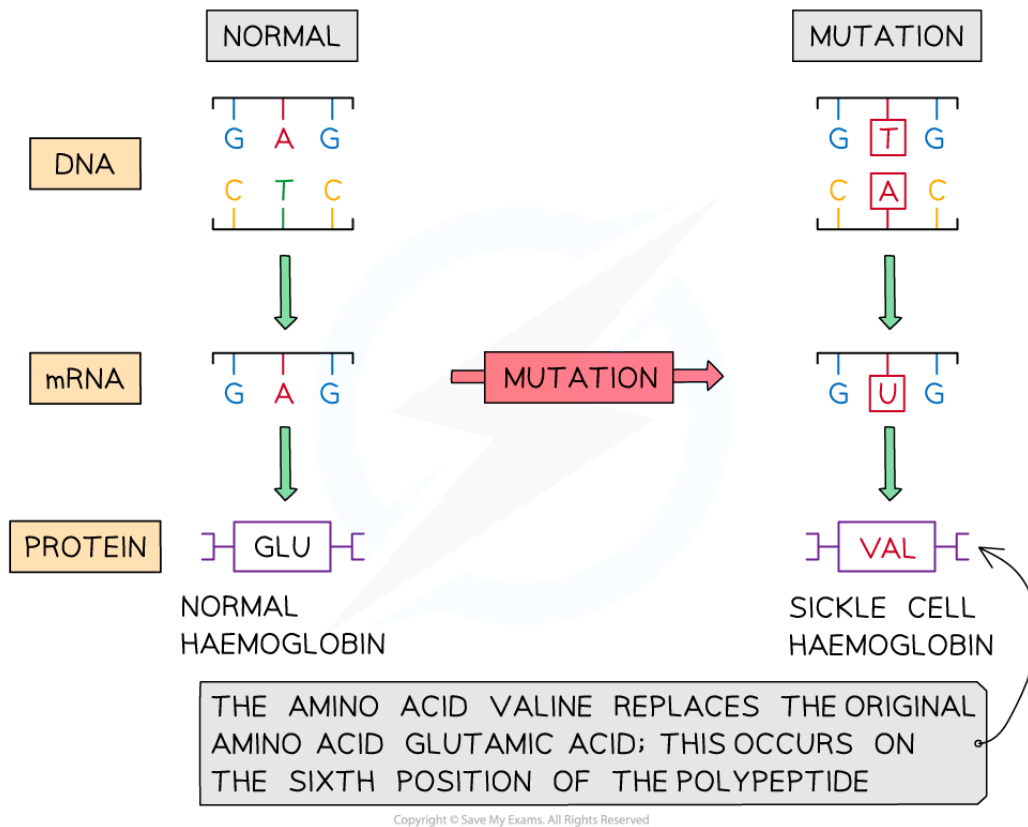 NORMAL
MUTATION
DNA
G A G
C T C
G T G
C A C
mRNA
G A G
MUTATION
G U G
PROTEIN
GLU
VAL
NORMAL
HAEMOGLOBIN
SICKLE CELL
HAEMOGLOBIN
THE AMINO ACID VALINE REPLACES THE ORIGINAL
AMINO ACID GLUTAMIC ACID; THIS OCCURS ON
THE SIXTH POSITION OF THE POLYPEPTIDE
Copyright © Save My Exams. All Rights Reserved